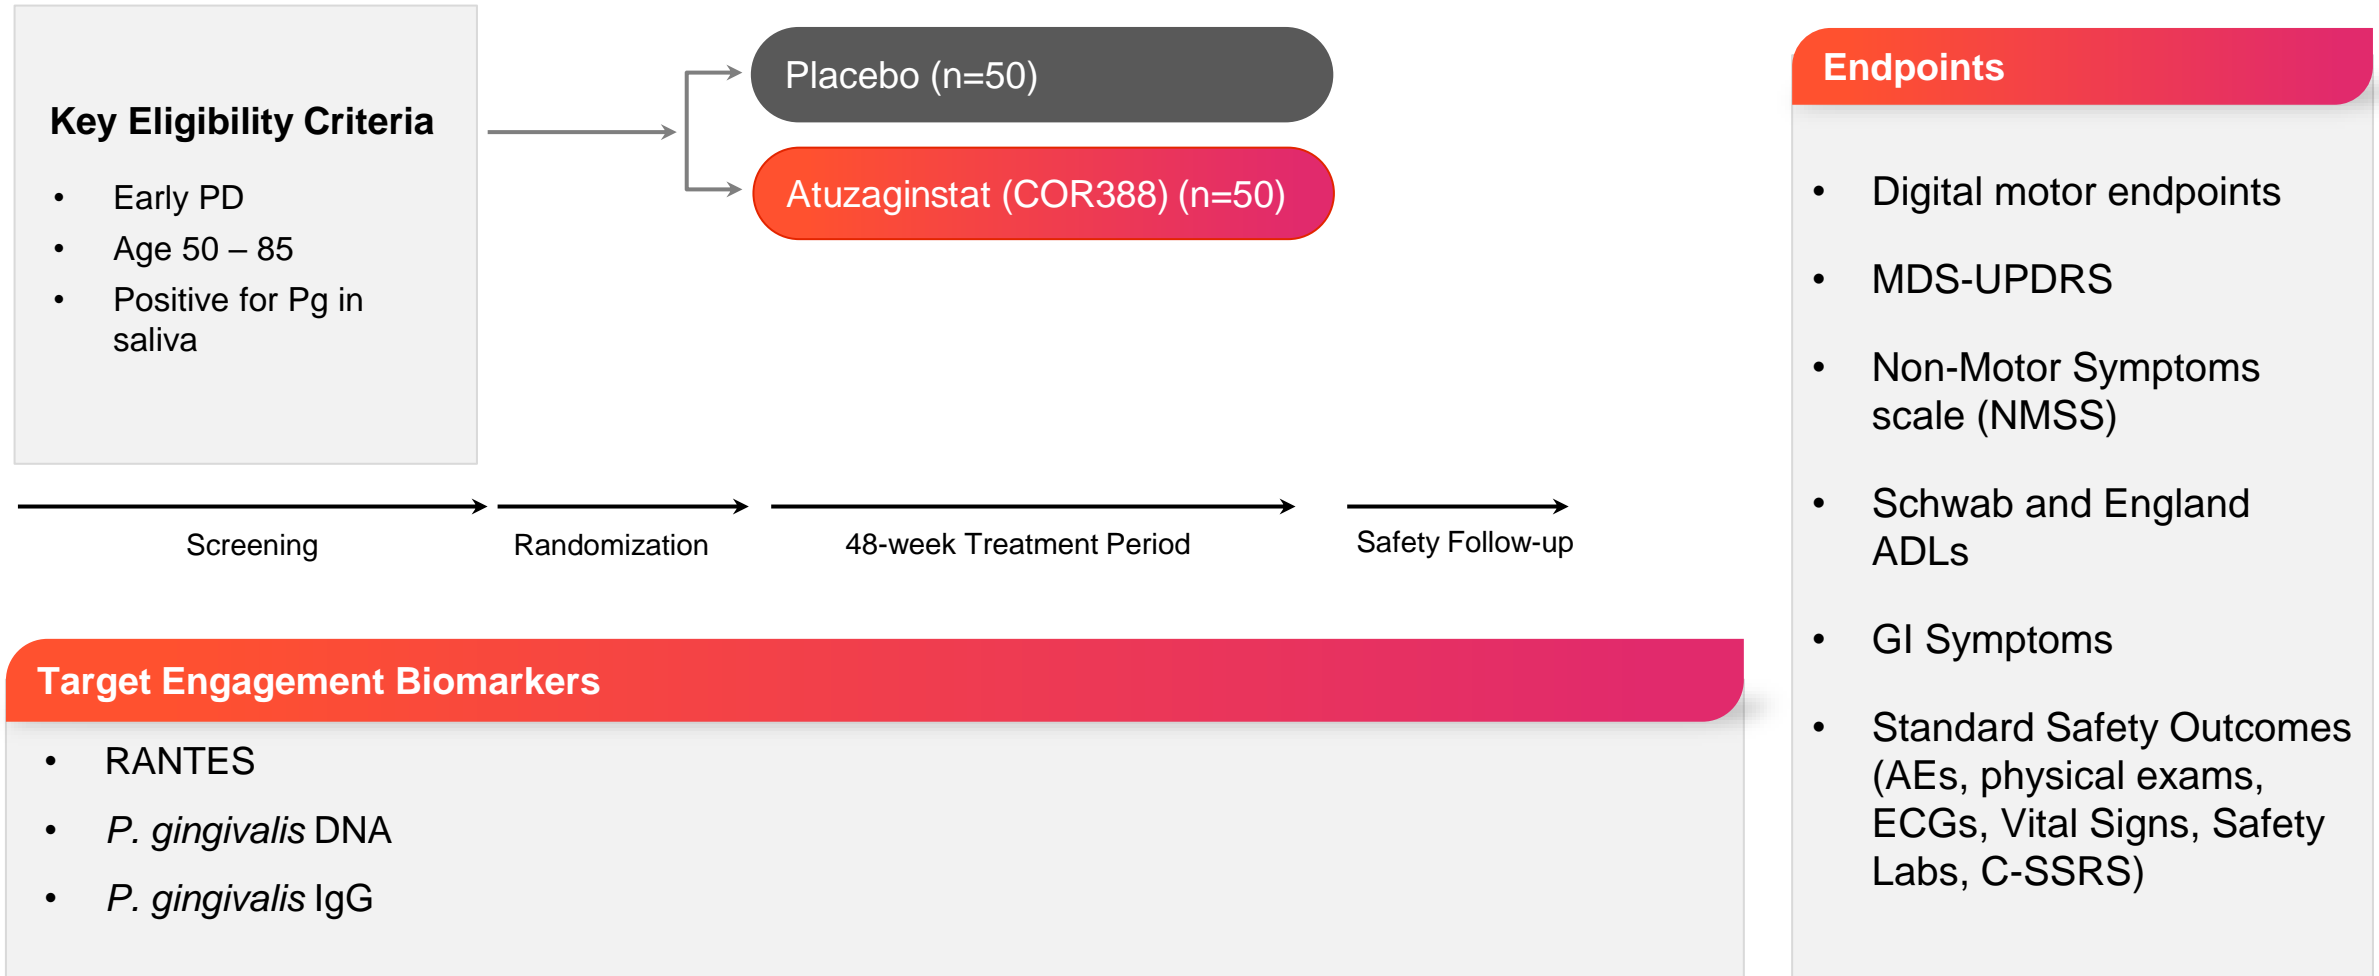 Key Eligibility Criteria
• Early PD
• Age 50 – 85
• Positive for Pg in
saliva
Placebo (n=50)
Atuzaginstat (COR388) (n=50)
Screening
Randomization
48-week Treatment Period
Safety Follow-up
Target Engagement Biomarkers
• RANTES
• P. gingivalis DNA
• P. gingivalis IgG
Endpoints
• Digital motor endpoints
• MDS-UPDRS
• Non-Motor Symptoms
scale (NMSS)
• Schwab and England
ADLs
• GI Symptoms
• Standard Safety Outcomes
(AEs, physical exams,
ECGs, Vital Signs, Safety
Labs, C-SSRS)